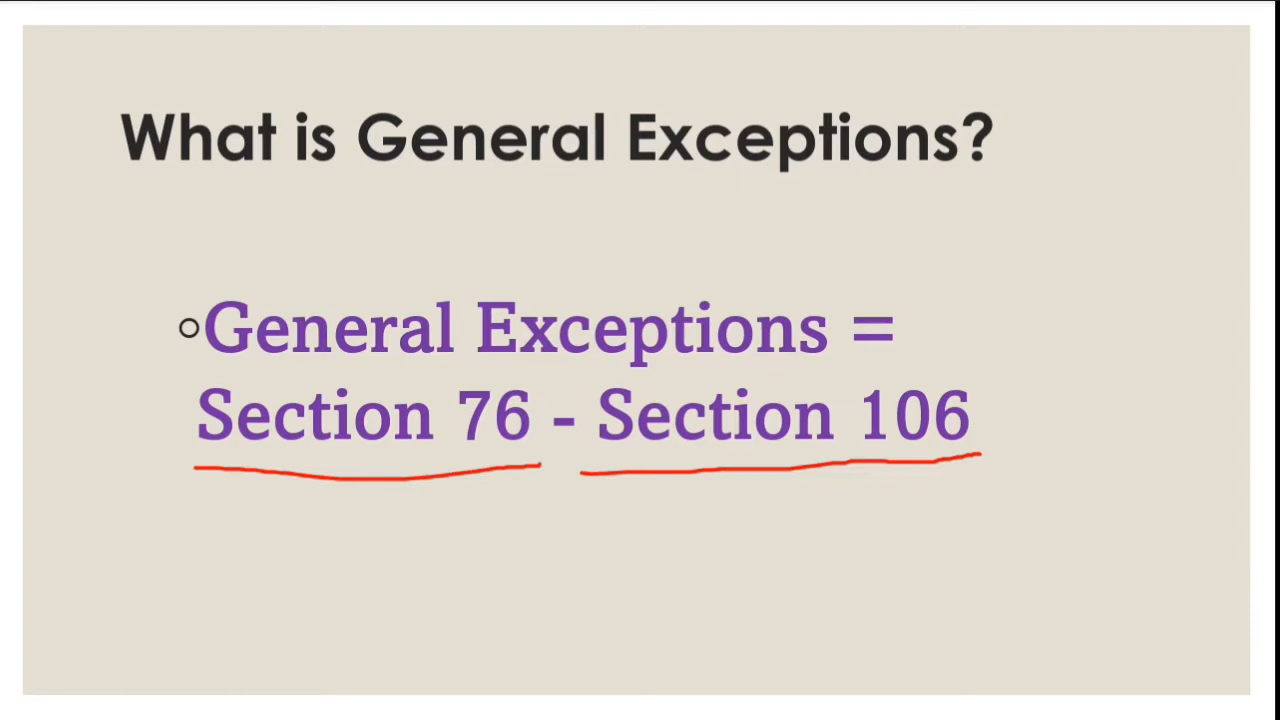 What is General Exceptions?
◦General Exceptions =
Section 76 - Section 106